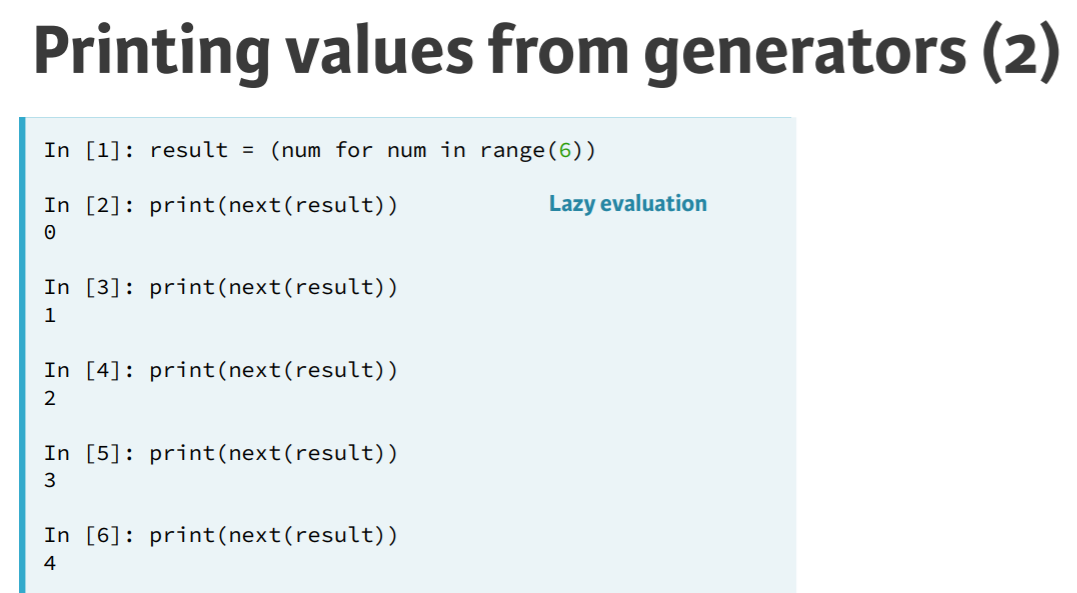 Printing values from generators (2)
In [1]: result = (num for num in range(6))
In [2]: print(next(result))
Lazy evaluation
0
In [3]: print(next(result))
1
In [4]: print(next(result))
2
In [5]: print(next(result))
3
In [6]: print(next(result))
4